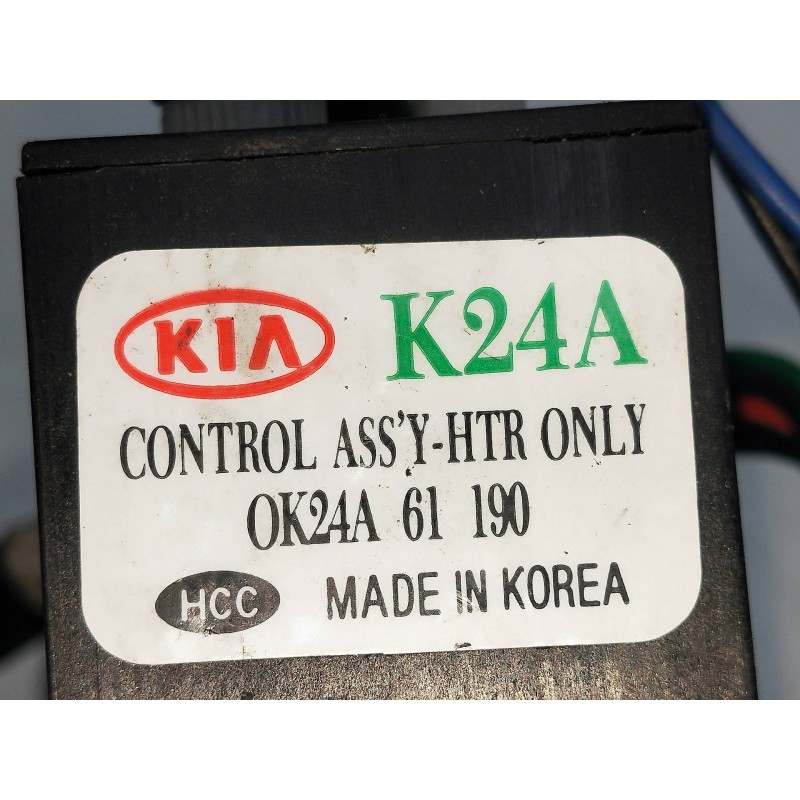 KIA K24A
CONTROL ASS'Y-HTR ONLY
OK24A 61 190
HCC MADE IN KOREA